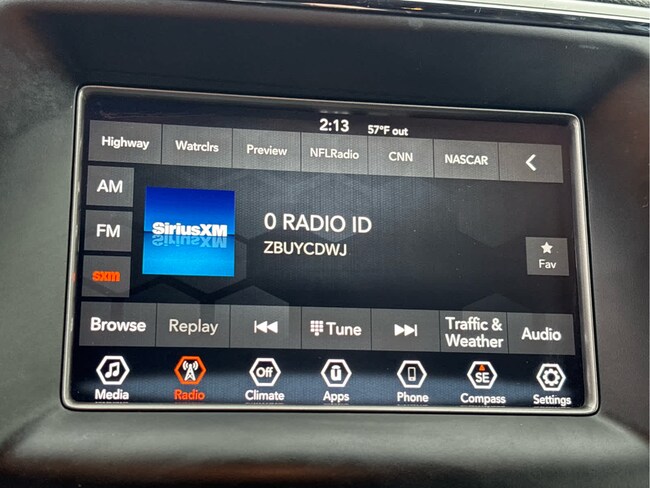 2:13 57°F out
Highway Watrclrs Preview NFLRadio CNN NASCAR
AM
FM
sxm
SiriusXM
0 RADIO ID
ZBUYCDWJ
Fav
Browse Replay Tune Traffic & Weather Audio
Off SE
Media Radio Climate Apps Phone Compass Settings